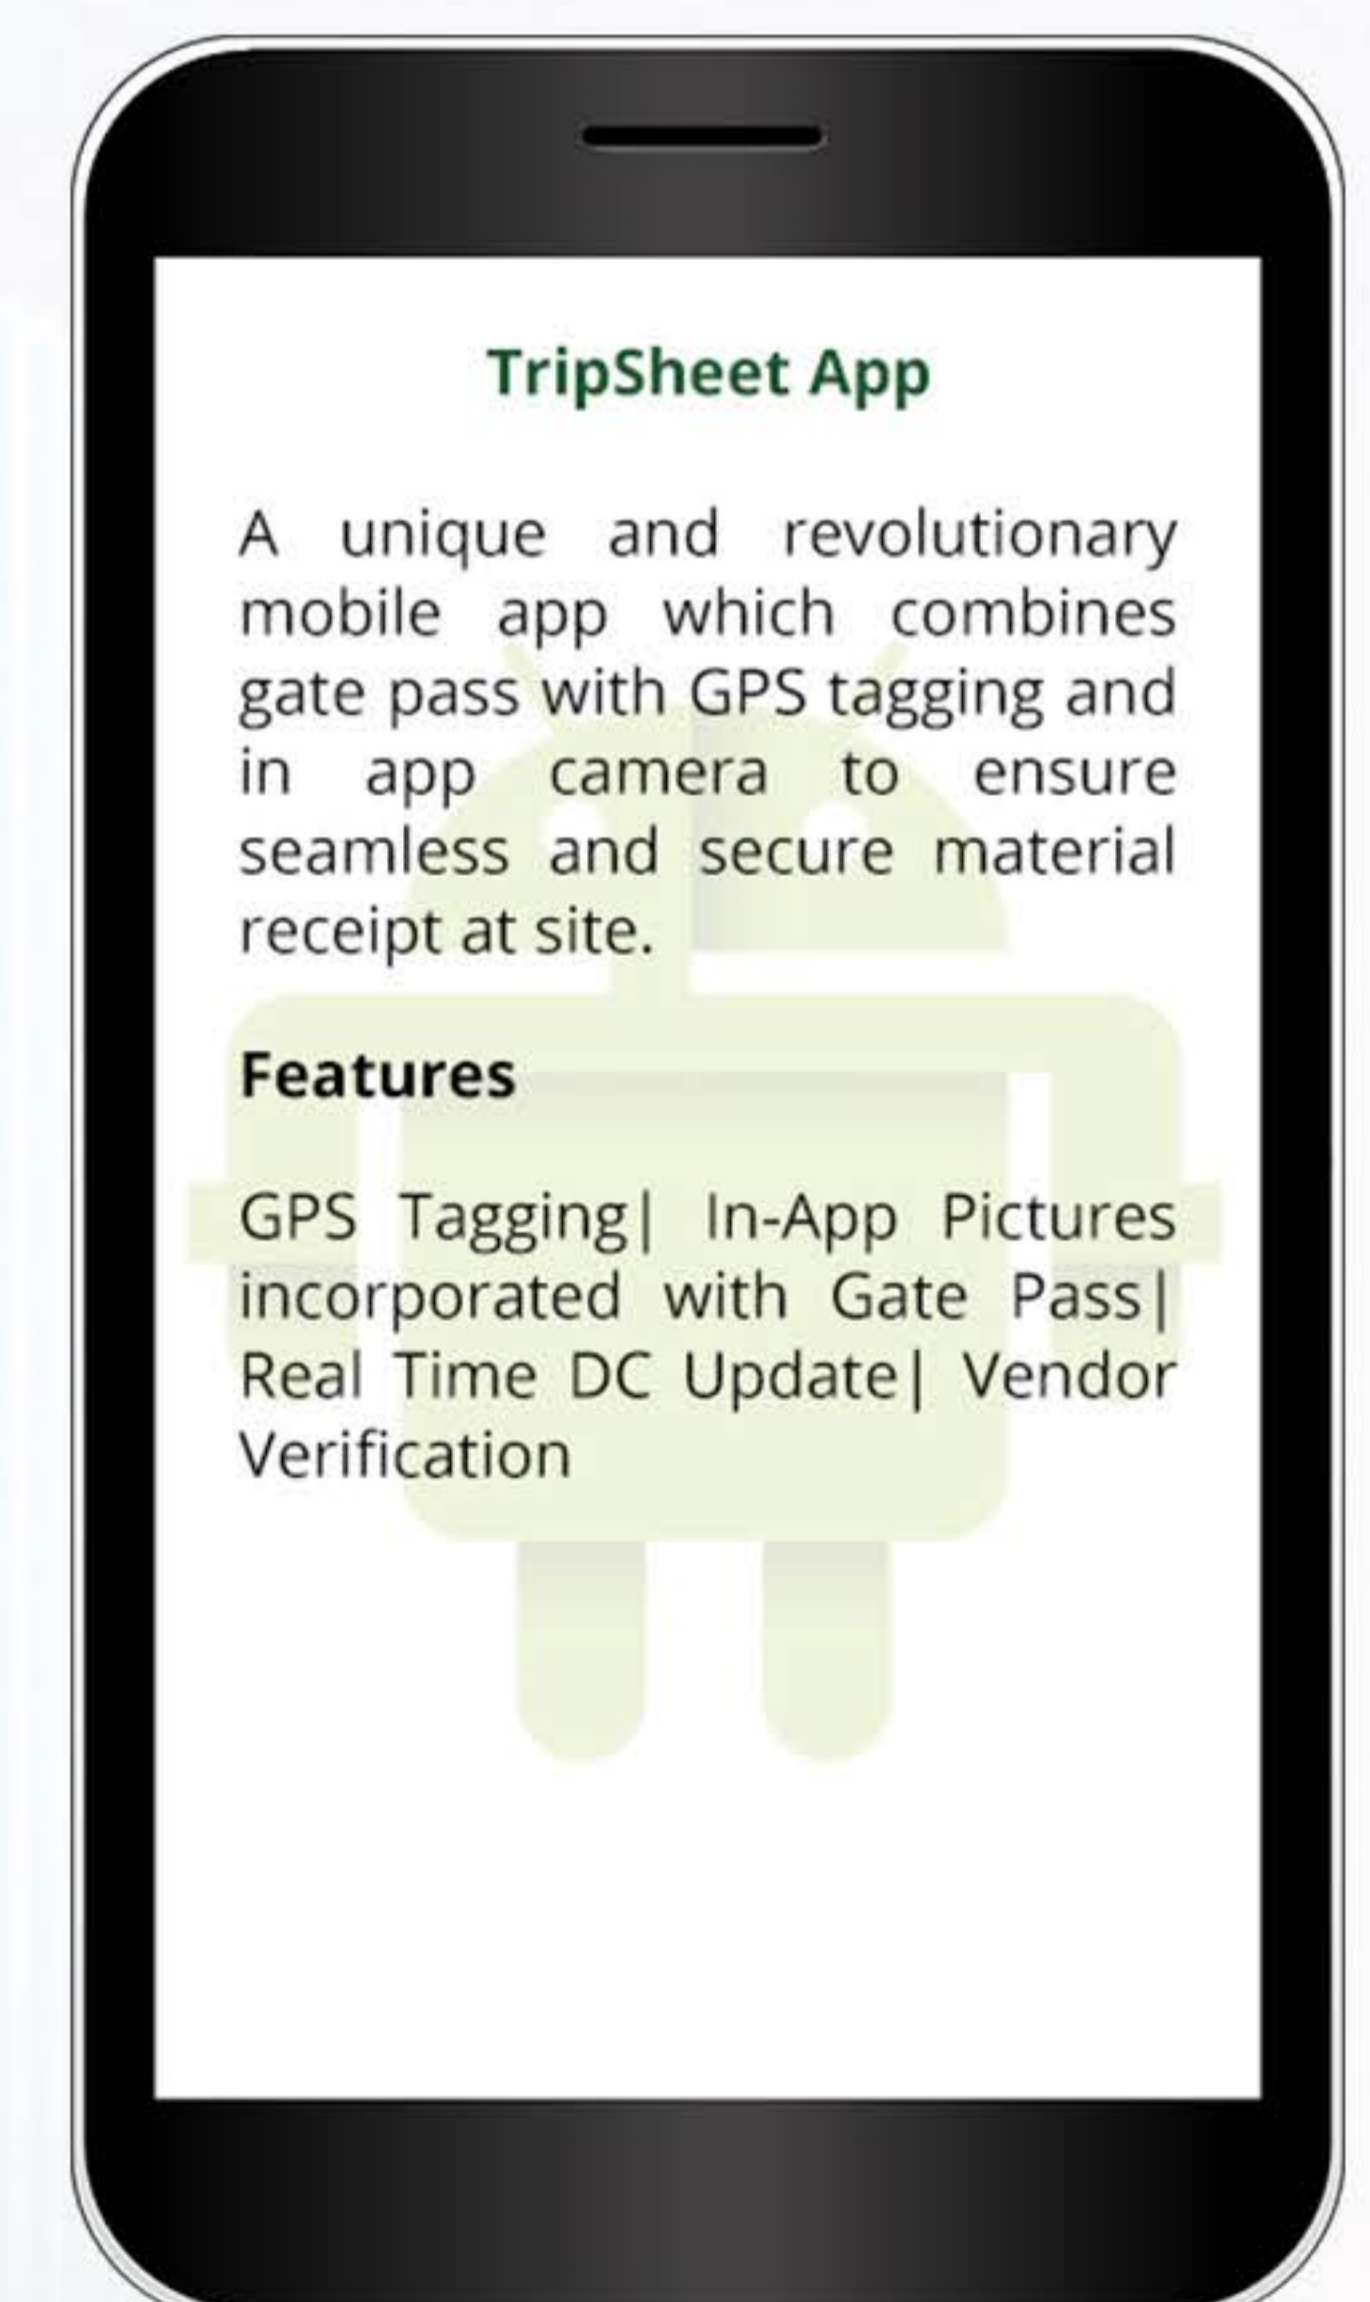 TripSheet App
A unique and revolutionary
mobile app which combines
gate pass with GPS tagging and
in app camera to ensure
seamless and secure material
receipt at site.
Features
GPS Tagging| In-App Pictures
incorporated with Gate Pass|
Real Time DC Update| Vendor
Verification